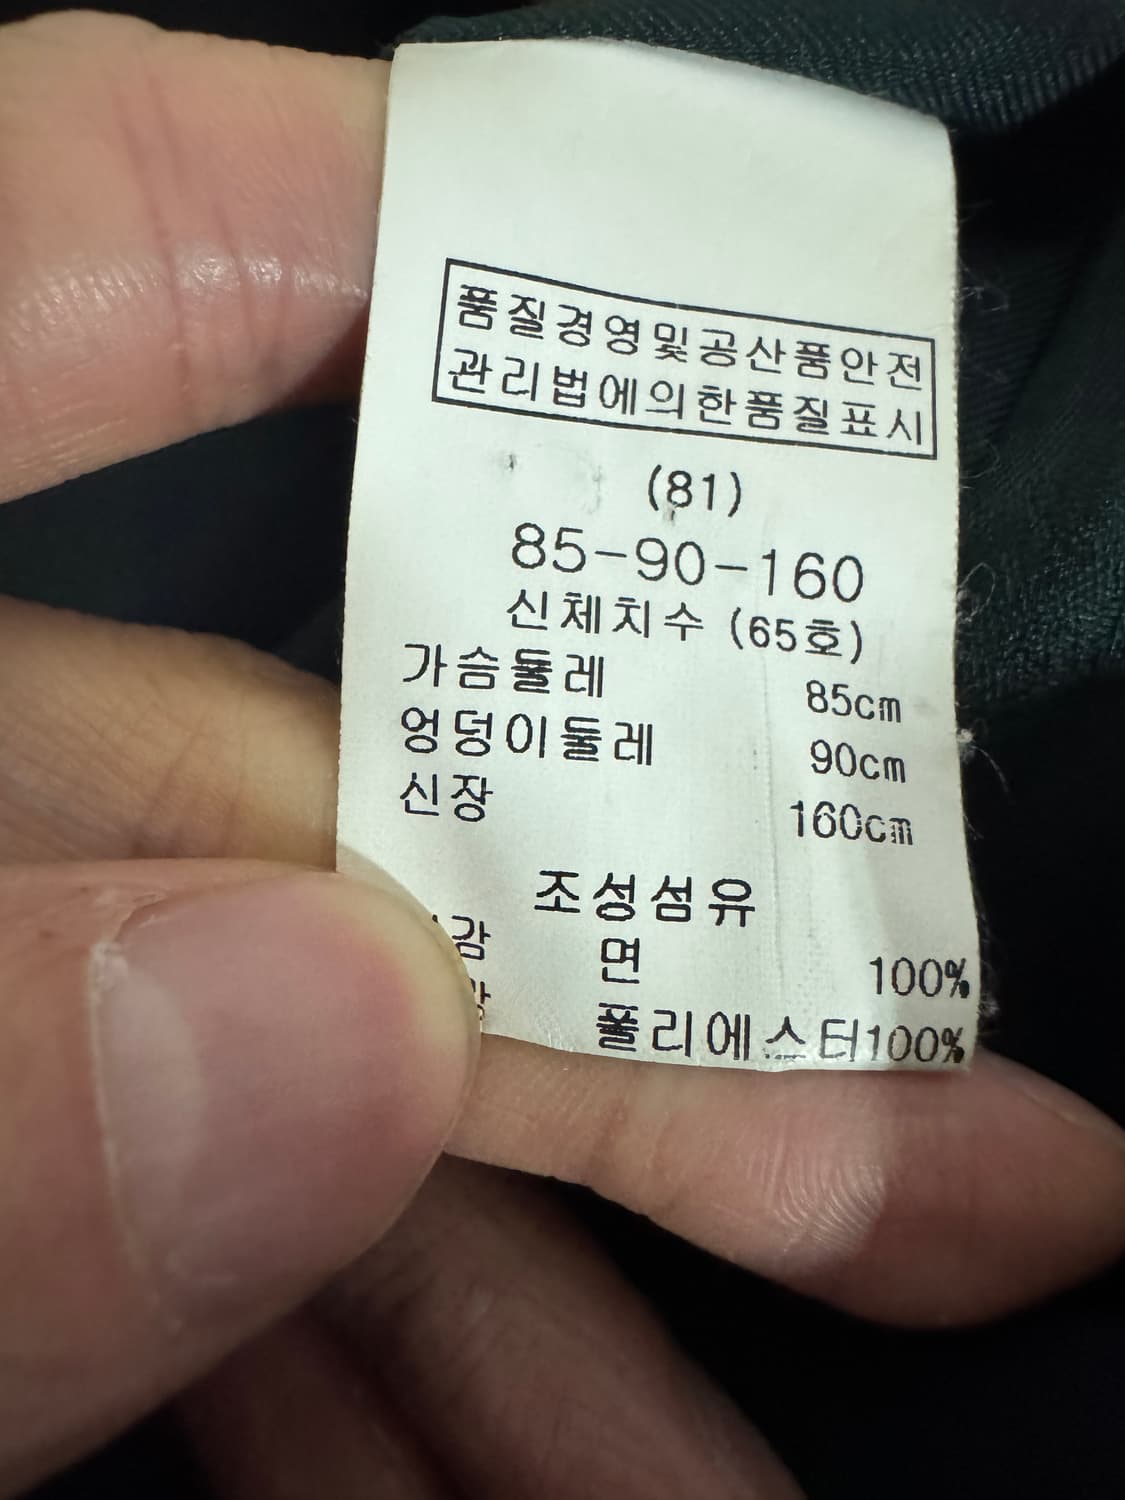 품질경영및공산품안전
관리법에의한품질표시
(81)
85-90-160
신체치수 (65호)
가슴둘레 85cm
엉덩이둘레 90cm
신장 160cm
조성섬유
면 100%
폴리에스터100%